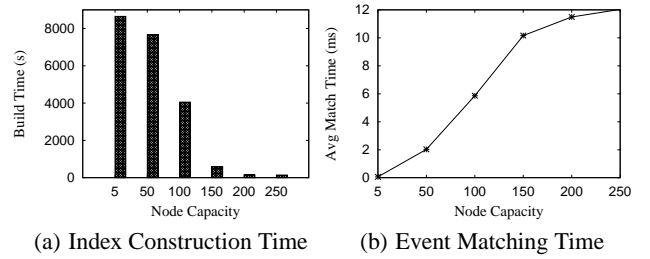 Build Time (s)
8000
6000
4000
2000
0
5 50 100 150 200 250
Node Capacity
(a) Index Construction Time
Avg Match Time (ms)
12
10
8
6
4
2
0
5 50 100 150 200 250
Node Capacity
(b) Event Matching Time